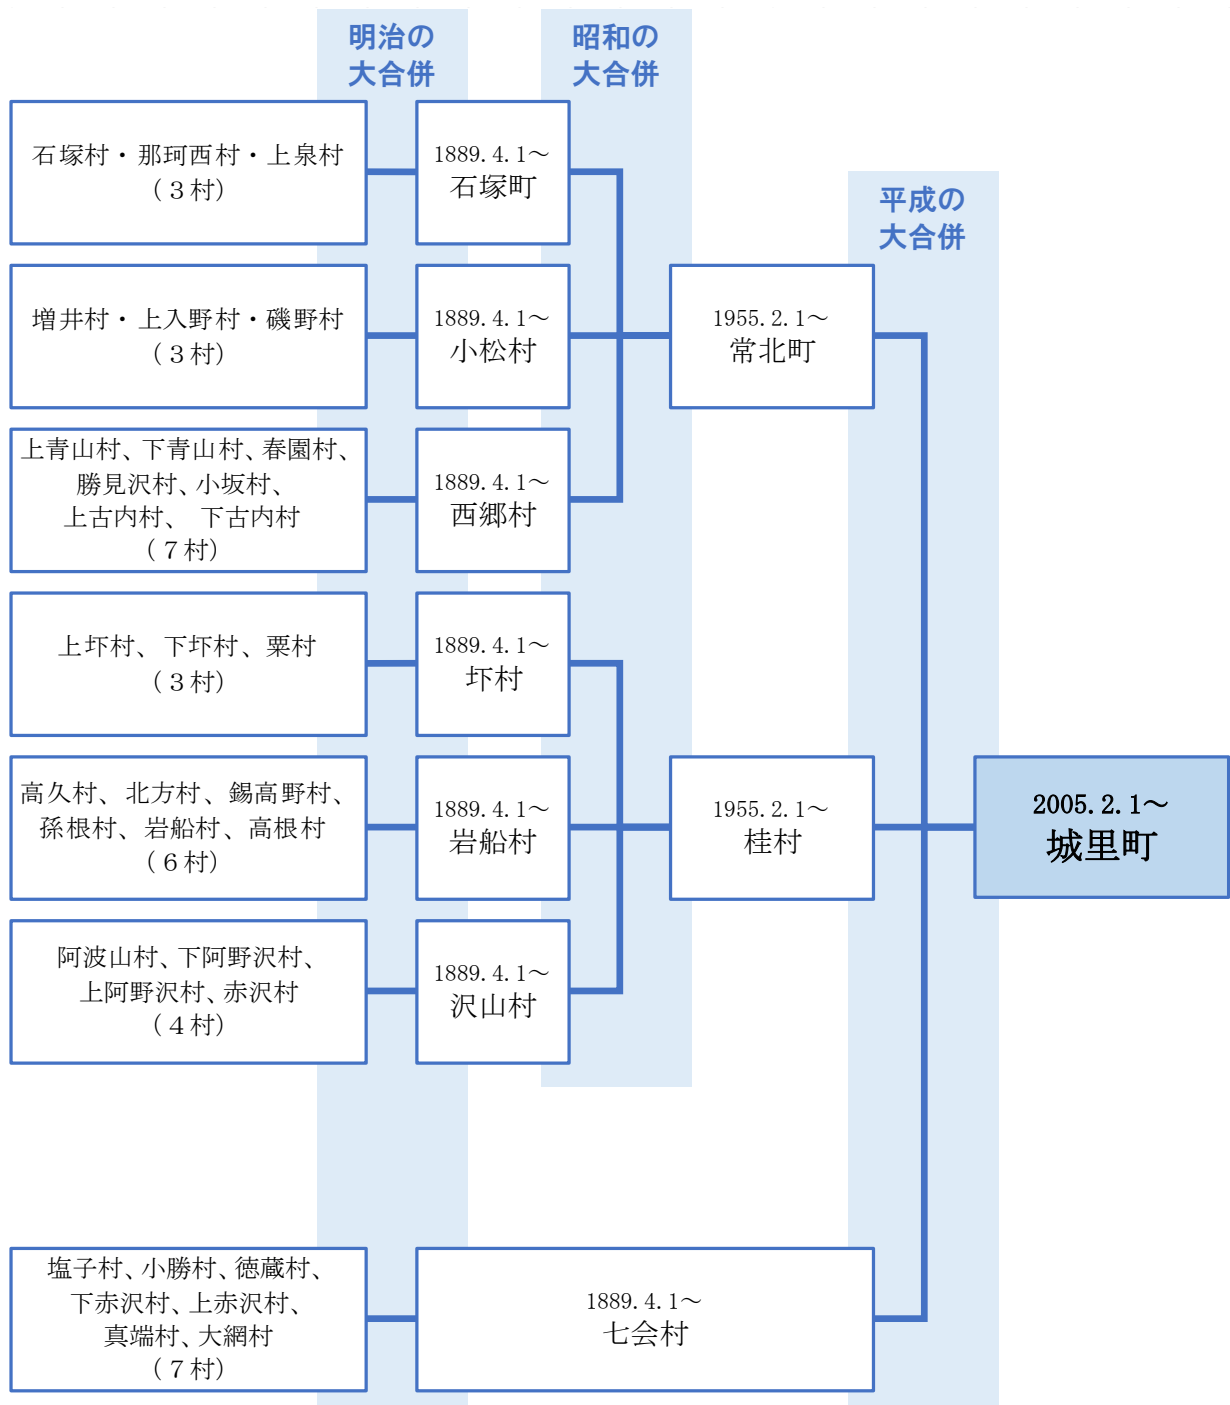 明治の
大合併
昭和の
大合併
平成の
大合併
石塚村・那珂西村・上泉村
（３村）
1889.4.1～
石塚町
増井村・上入野村・磯野村
（３村）
1889.4.1～
小松村
1955.2.1～
常北町
上青山村、下青山村、春園村、
勝見沢村、小坂村、
上古内村、 下古内村
（７村）
1889.4.1～
西郷村
上圷村、下圷村、粟村
（３村）
1889.4.1～
圷村
高久村、北方村、錫高野村、
孫根村、岩船村、高根村
（６村）
1889.4.1～
岩船村
1955.2.1～
桂村
2005.2.1～
城里町
阿波山村、下阿野沢村、
上阿野沢村、赤沢村
（４村）
1889.4.1～
沢山村
塩子村、小勝村、徳蔵村、
下赤沢村、上赤沢村、
真端村、大網村
（７村）
1889.4.1～
七会村